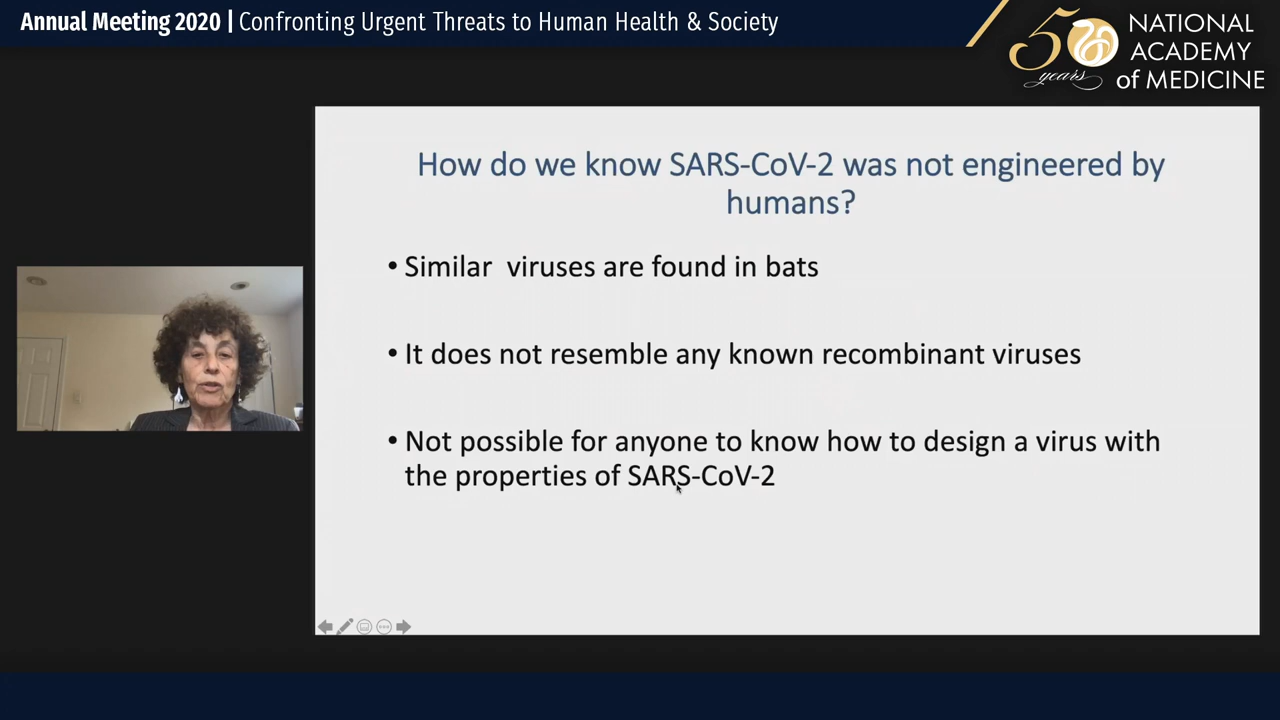 Annual Meeting 2020 | Confronting Urgent Threats to Human Health & Society
50 years
NATIONAL
ACADEMY
of MEDICINE
How do we know SARS-CoV-2 was not engineered by
humans?
• Similar  viruses are found in bats
• It does not resemble any known recombinant viruses
• Not possible for anyone to know how to design a virus with
the properties of SARS-CoV-2